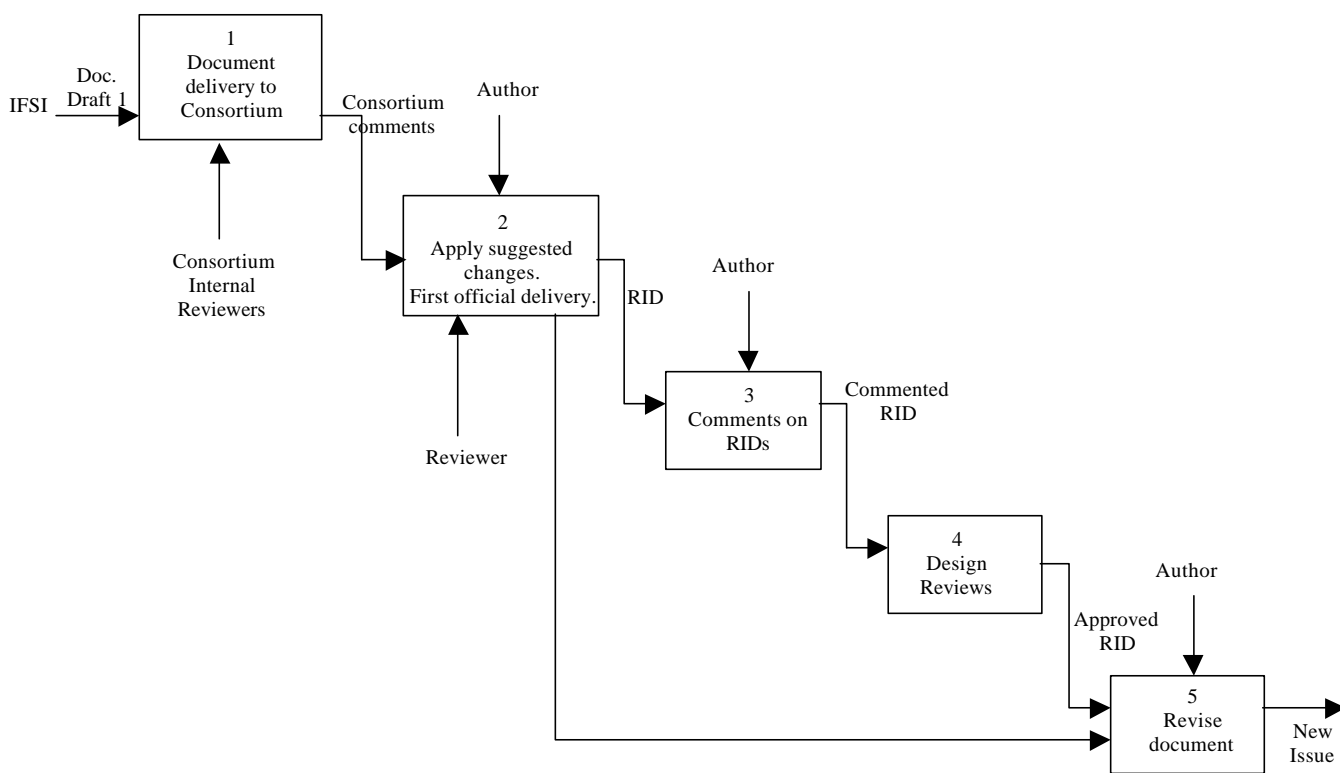 1
Document
delivery to
Consortium
Doc.
Draft 1
IFSI
Consortium
comments
Author
Consortium
Internal
Reviewers
2
Apply suggested
changes.
First official delivery.
RID
Author
Reviewer
3
Comments on
RIDs
Commented
RID
4
Design
Reviews
Author
Approved
RID
5
Revise
document
New
Issue